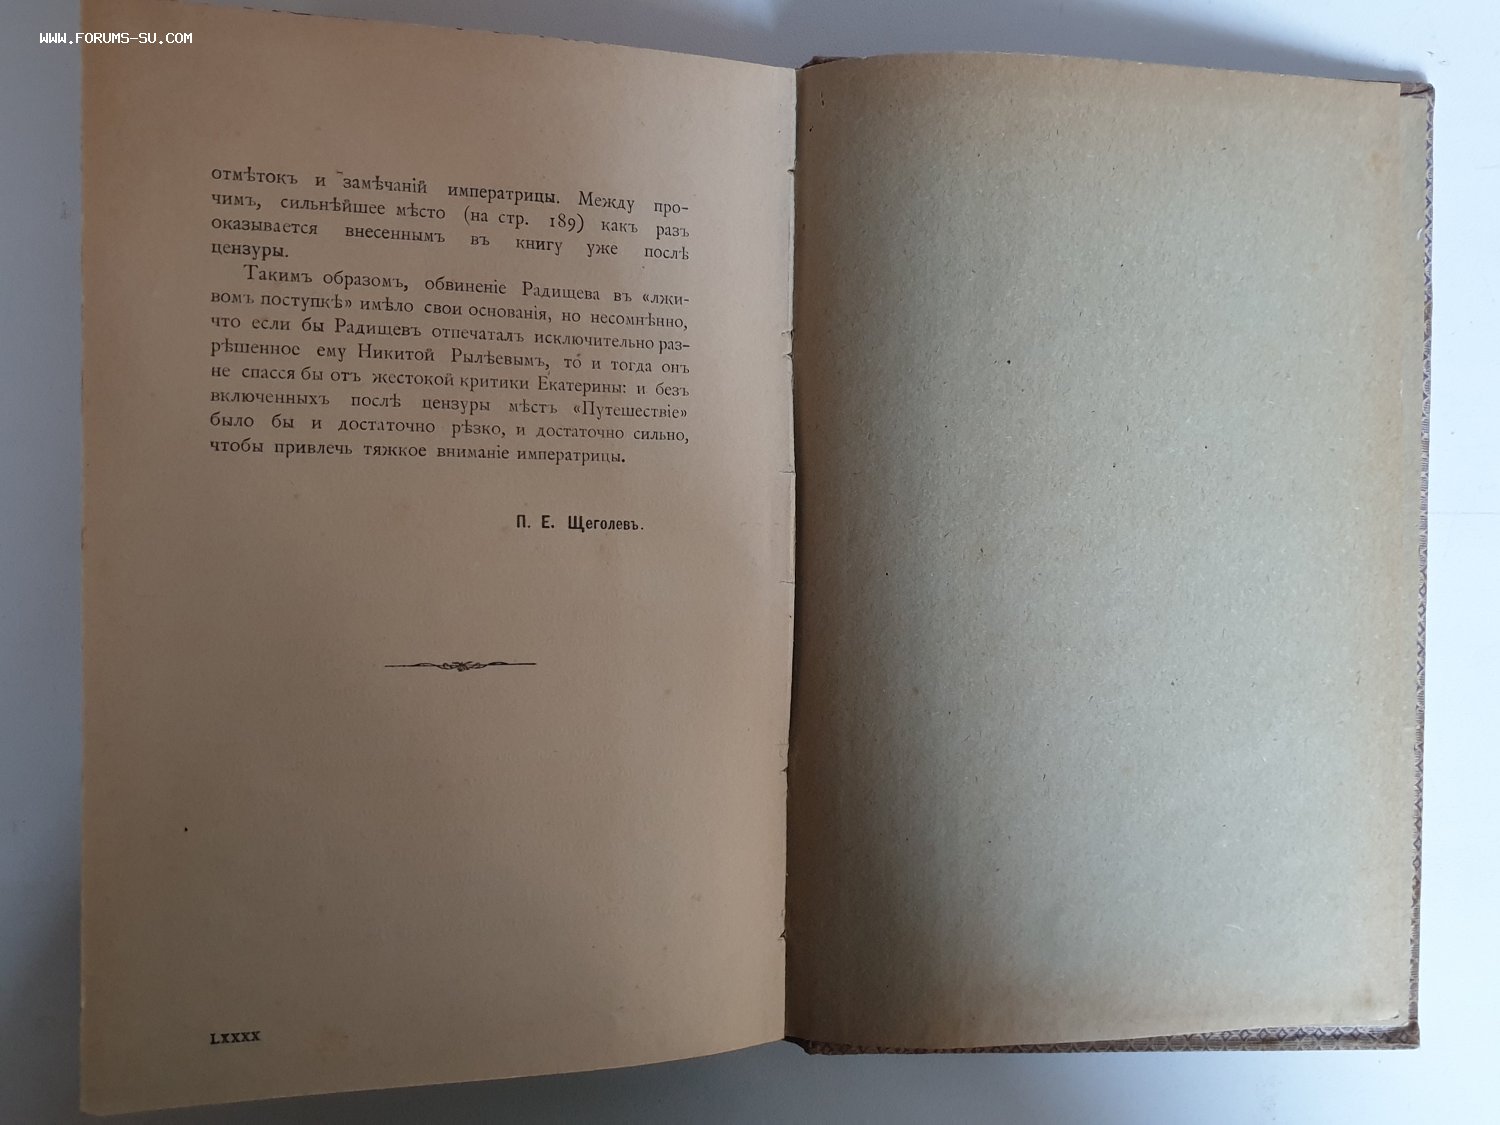 WWW.FORUMS-SU.COM
отмѣтокъ и замѣчаній императрицы. Между про-
чимъ, сильнѣйшее мѣсто (на стр. 189) какъ разъ
оказывается внесеннымъ въ книгу уже послѣ
цензуры.
Такимъ образомъ, обвиненіе Радищева въ «лжи-
вомъ поступкѣ» имѣло свои основанія, но несомнѣнно,
что если бы Радищевъ отпечаталъ исключительно раз-
рѣшенное ему Никитой Рылѣевымъ, то и тогда онъ
не спасся бы отъ жестокой критики Екатерины: и безъ
включенныхъ послѣ цензуры мѣстъ «Путешествіе»
было бы и достаточно рѣзко, и достаточно сильно,
чтобы привлечь тяжкое вниманіе императрицы.
П. Е. Щеголевъ.
LXXXX